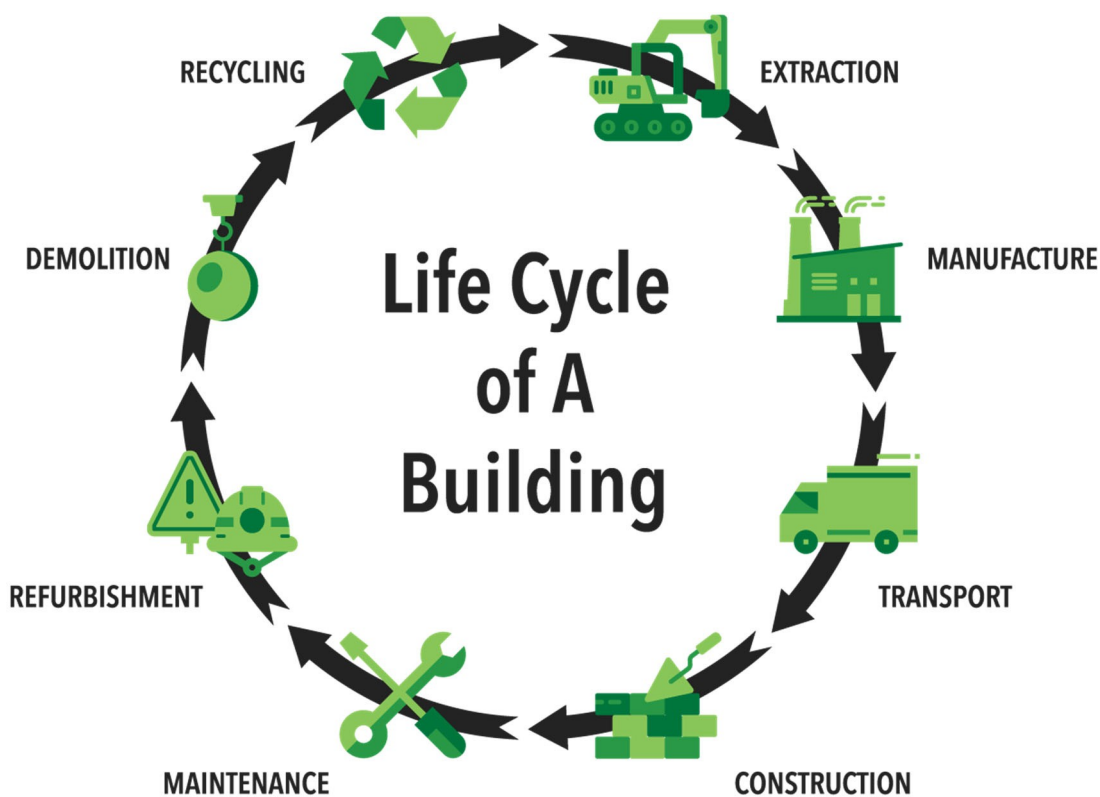 Life Cycle
of A
Building
EXTRACTION
MANUFACTURE
TRANSPORT
CONSTRUCTION
MAINTENANCE
REFURBISHMENT
DEMOLITION
RECYCLING